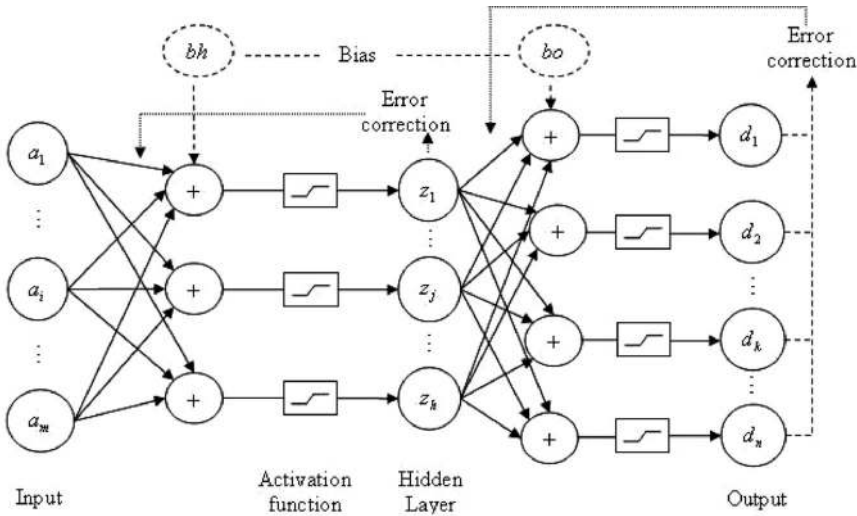 bh
Bias
bo
Error
correction
Error
correction
a1
+
z1
+
d1
⋮
⋮
+
d2
ai
+
zj
⋮
⋮
⋮
+
dk
am
+
zh
⋮
+
dn
Input
Activation
function
Hidden
Layer
Output